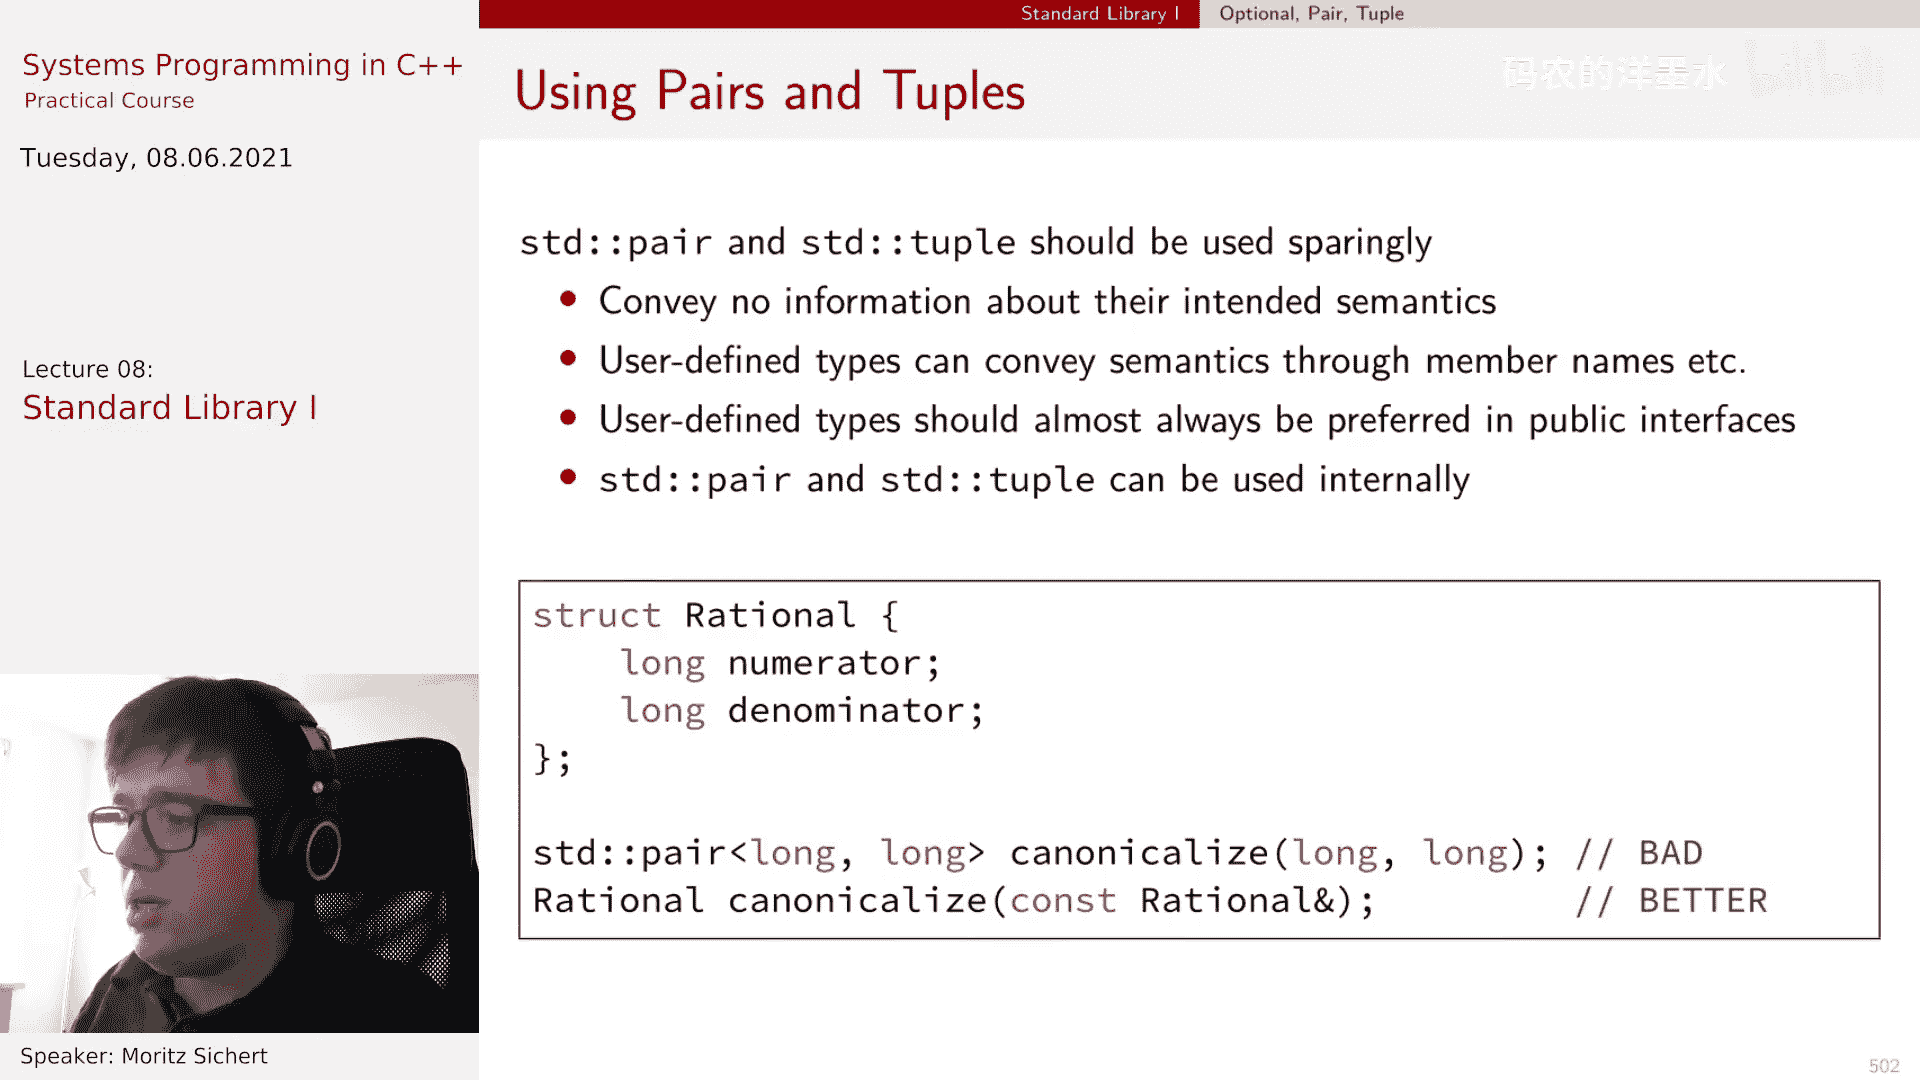 Standard Library I
Optional, Pair, Tuple
Systems Programming in C++
Practical Course
Tuesday, 08.06.2021
Lecture 08:
Standard Library I
Speaker: Moritz Sichert
码农的洋墨水 bilibili
Using Pairs and Tuples
std::pair and std::tuple should be used sparingly
• Convey no information about their intended semantics
• User-defined types can convey semantics through member names etc.
• User-defined types should almost always be preferred in public interfaces
• std::pair and std::tuple can be used internally
struct Rational {
    long numerator;
    long denominator;
};
std::pair<long, long> canonicalize(long, long); // BAD
Rational canonicalize(const Rational&);         // BETTER
502